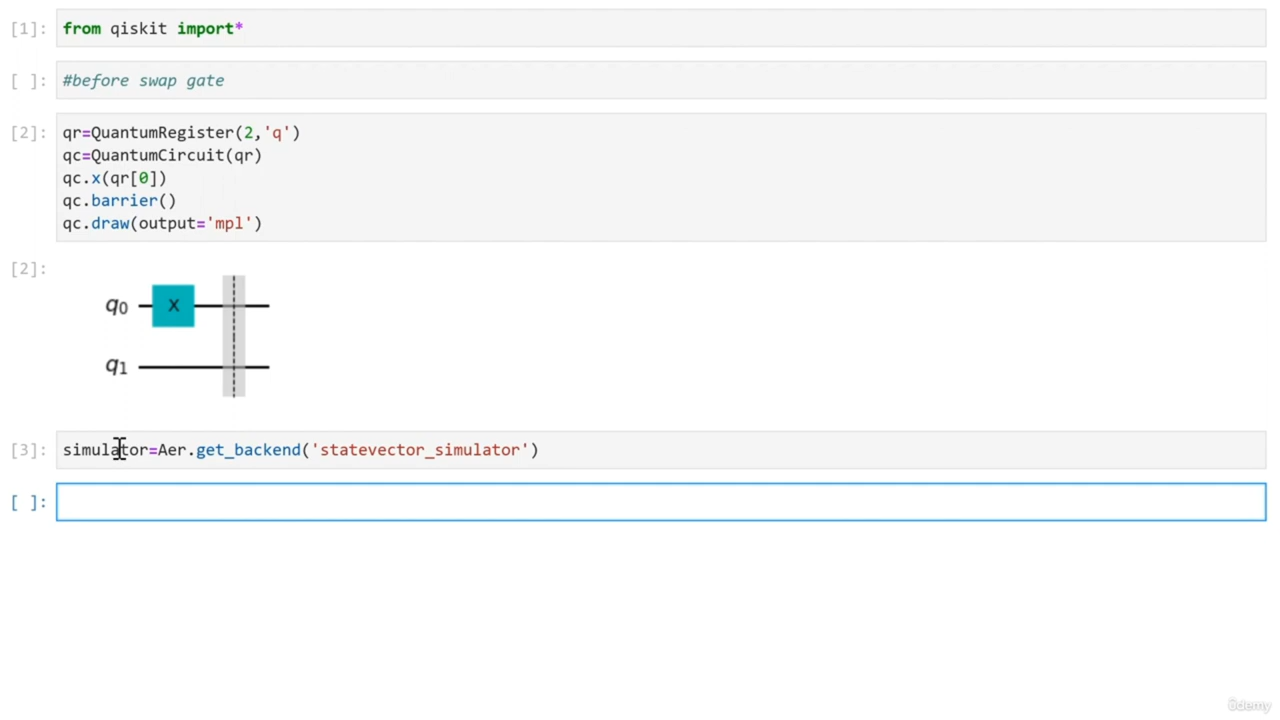 [1]: from qiskit import*
[ ]: #before swap gate
[2]: qr=QuantumRegister(2,'q')
qc=QuantumCircuit(qr)
qc.x(qr[0])
qc.barrier()
qc.draw(output='mpl')
[2]:
q0 X
q1
[3]: simulator=Aer.get_backend('statevector_simulator')
[ ]:
ûdemy